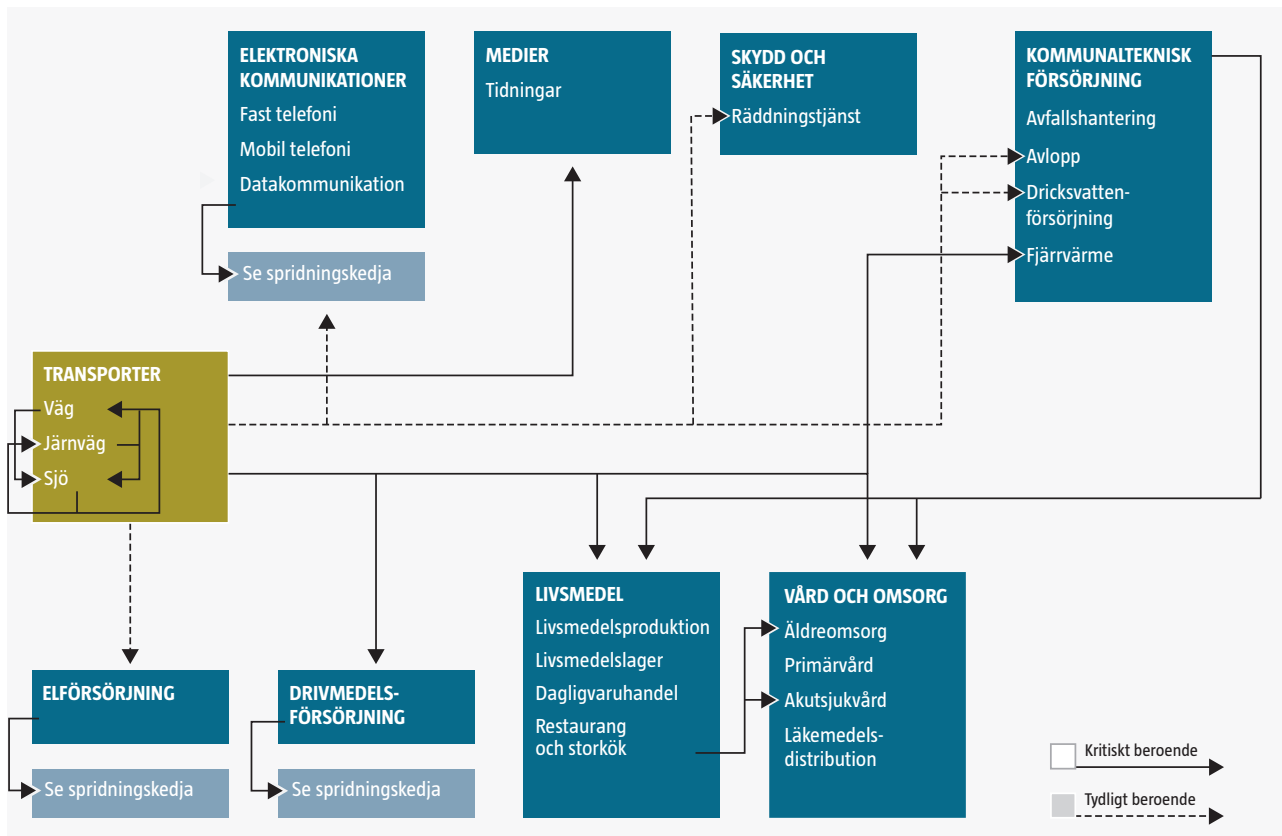 ELEKTRONISKA
KOMMUNIKATIONER
Fast telefoni
Mobil telefoni
Datakommunikation
Se spridningskedja
MEDIER
Tidningar
SKYDD OCH
SÄKERHET
Räddningstjänst
KOMMUNALTEKNISK
FÖRSÖRJNING
Avfallshantering
Avlopp
Dricksvatten-
försörjning
Fjärrvärme
TRANSPORTER
Väg
Järnväg
Sjö
ELFÖRSÖRJNING
Se spridningskedja
DRIVMEDELS-
FÖRSÖRJNING
Se spridningskedja
LIVSMEDEL
Livsmedelsproduktion
Livsmedelslager
Dagligvaruhandel
Restaurang
och storkök
VÅRD OCH OMSORG
Äldreomsorg
Primärvård
Akutsjukvård
Läkemedels-
distribution
Kritiskt beroende
Tydligt beroende